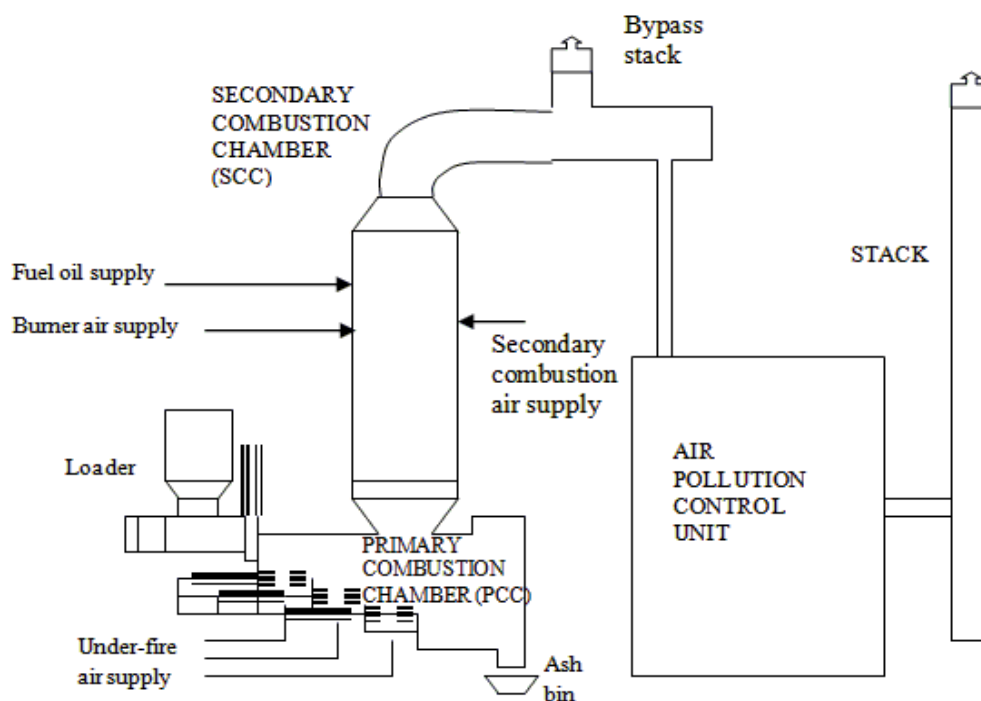 Bypass
stack
SECONDARY
COMBUSTION
CHAMBER
(SCC)
STACK
Fuel oil supply
Burner air supply
Secondary
combustion
air supply
Loader
AIR
POLLUTION
CONTROL
UNIT
PRIMARY
COMBUSTION
CHAMBER (PCC)
Under-fire
air supply
Ash
bin